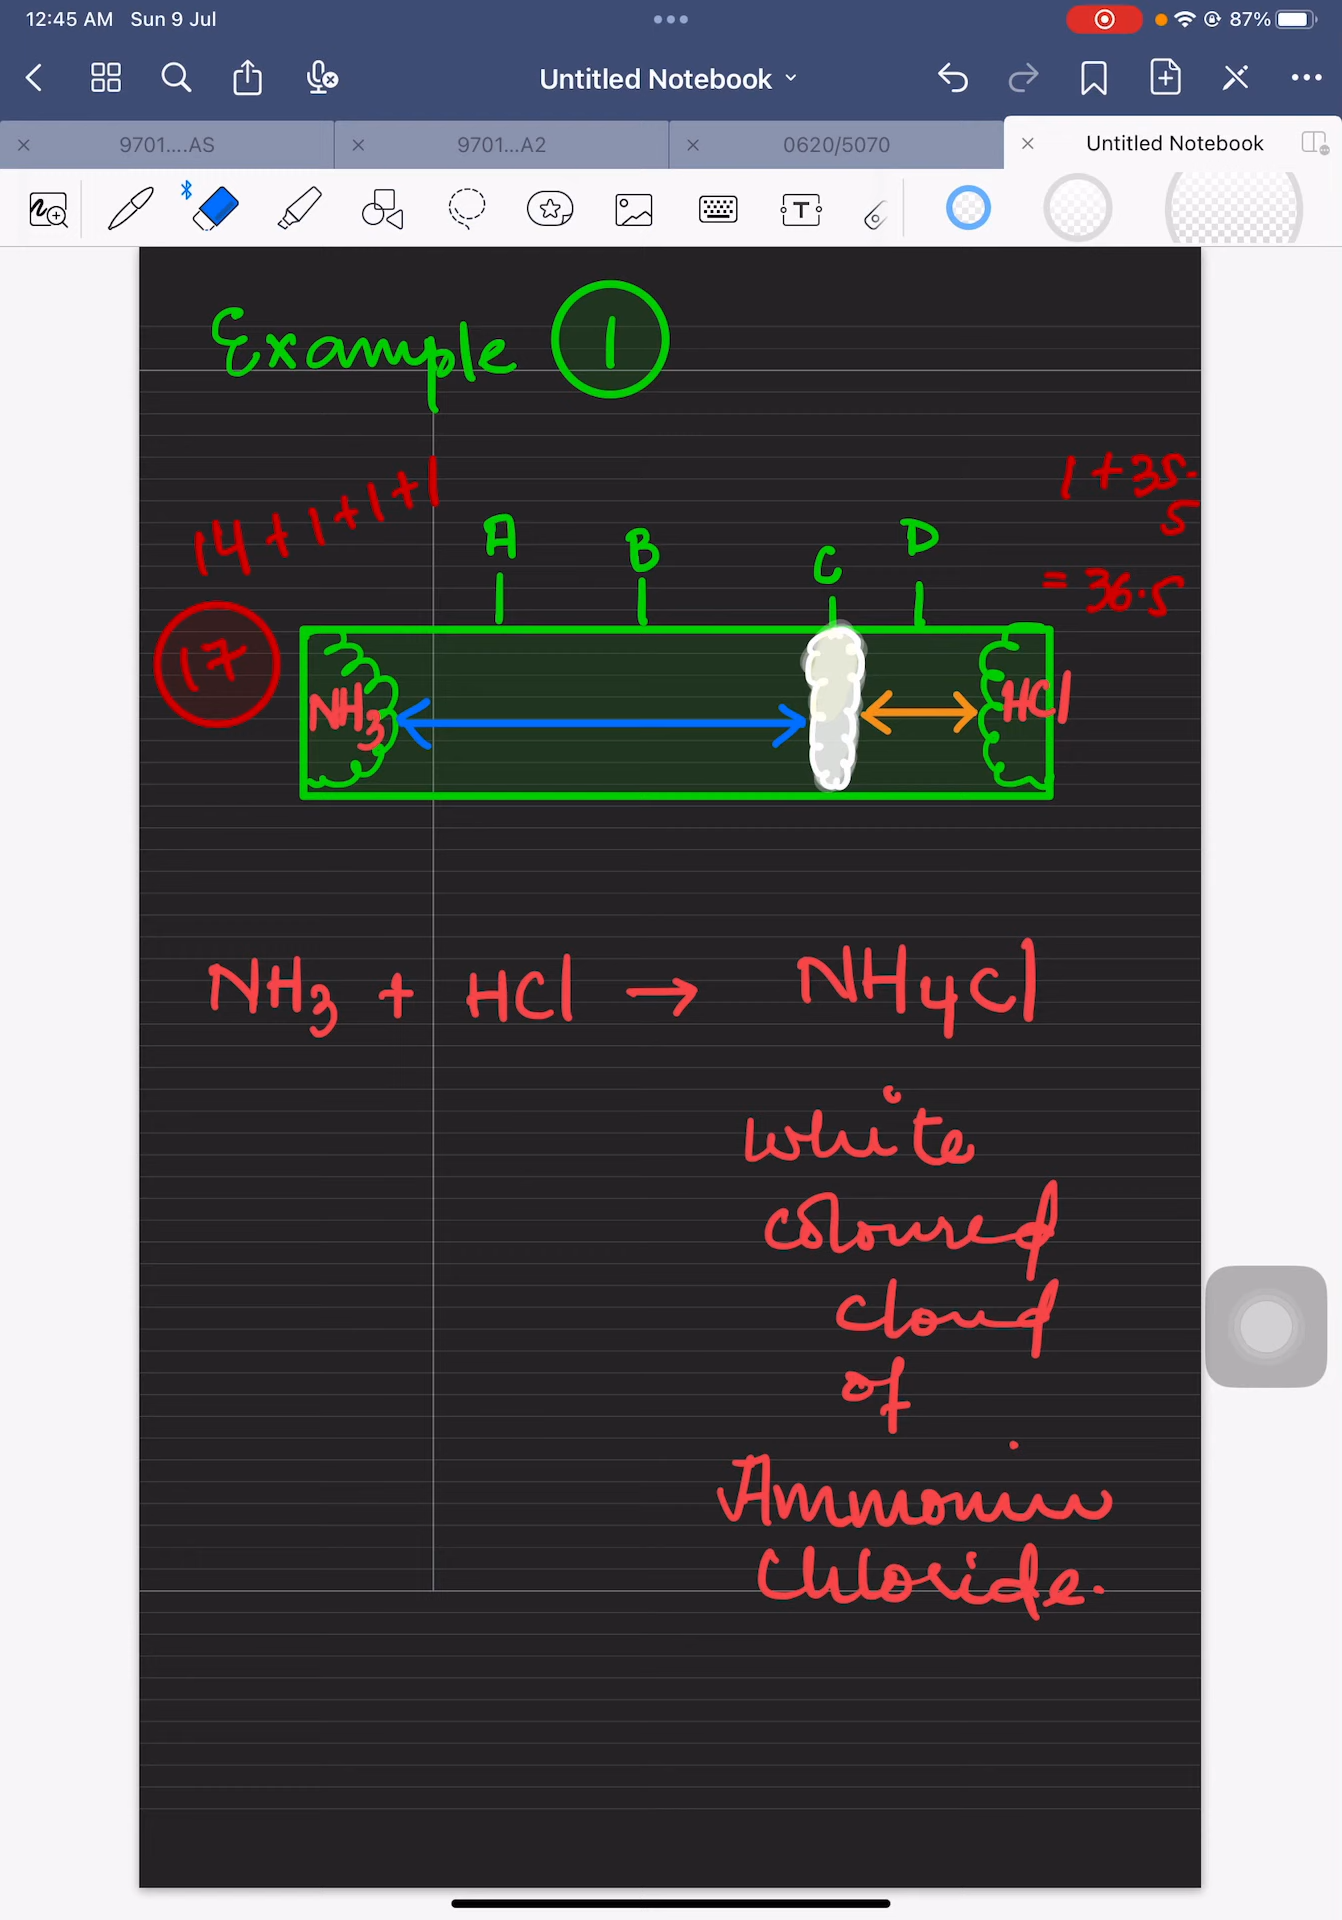 12:45 AM Sun 9 Jul
87%
Untitled Notebook
9701....AS
9701...A2
0620/5070
Untitled Notebook
T
Example 1
14+1+1+1
1+35.
5
= 36.5
A
B
C
D
17
NH3
HCl
NH3 + HCl → NH4Cl
white
coloured
cloud
of
Ammonium
Chloride.